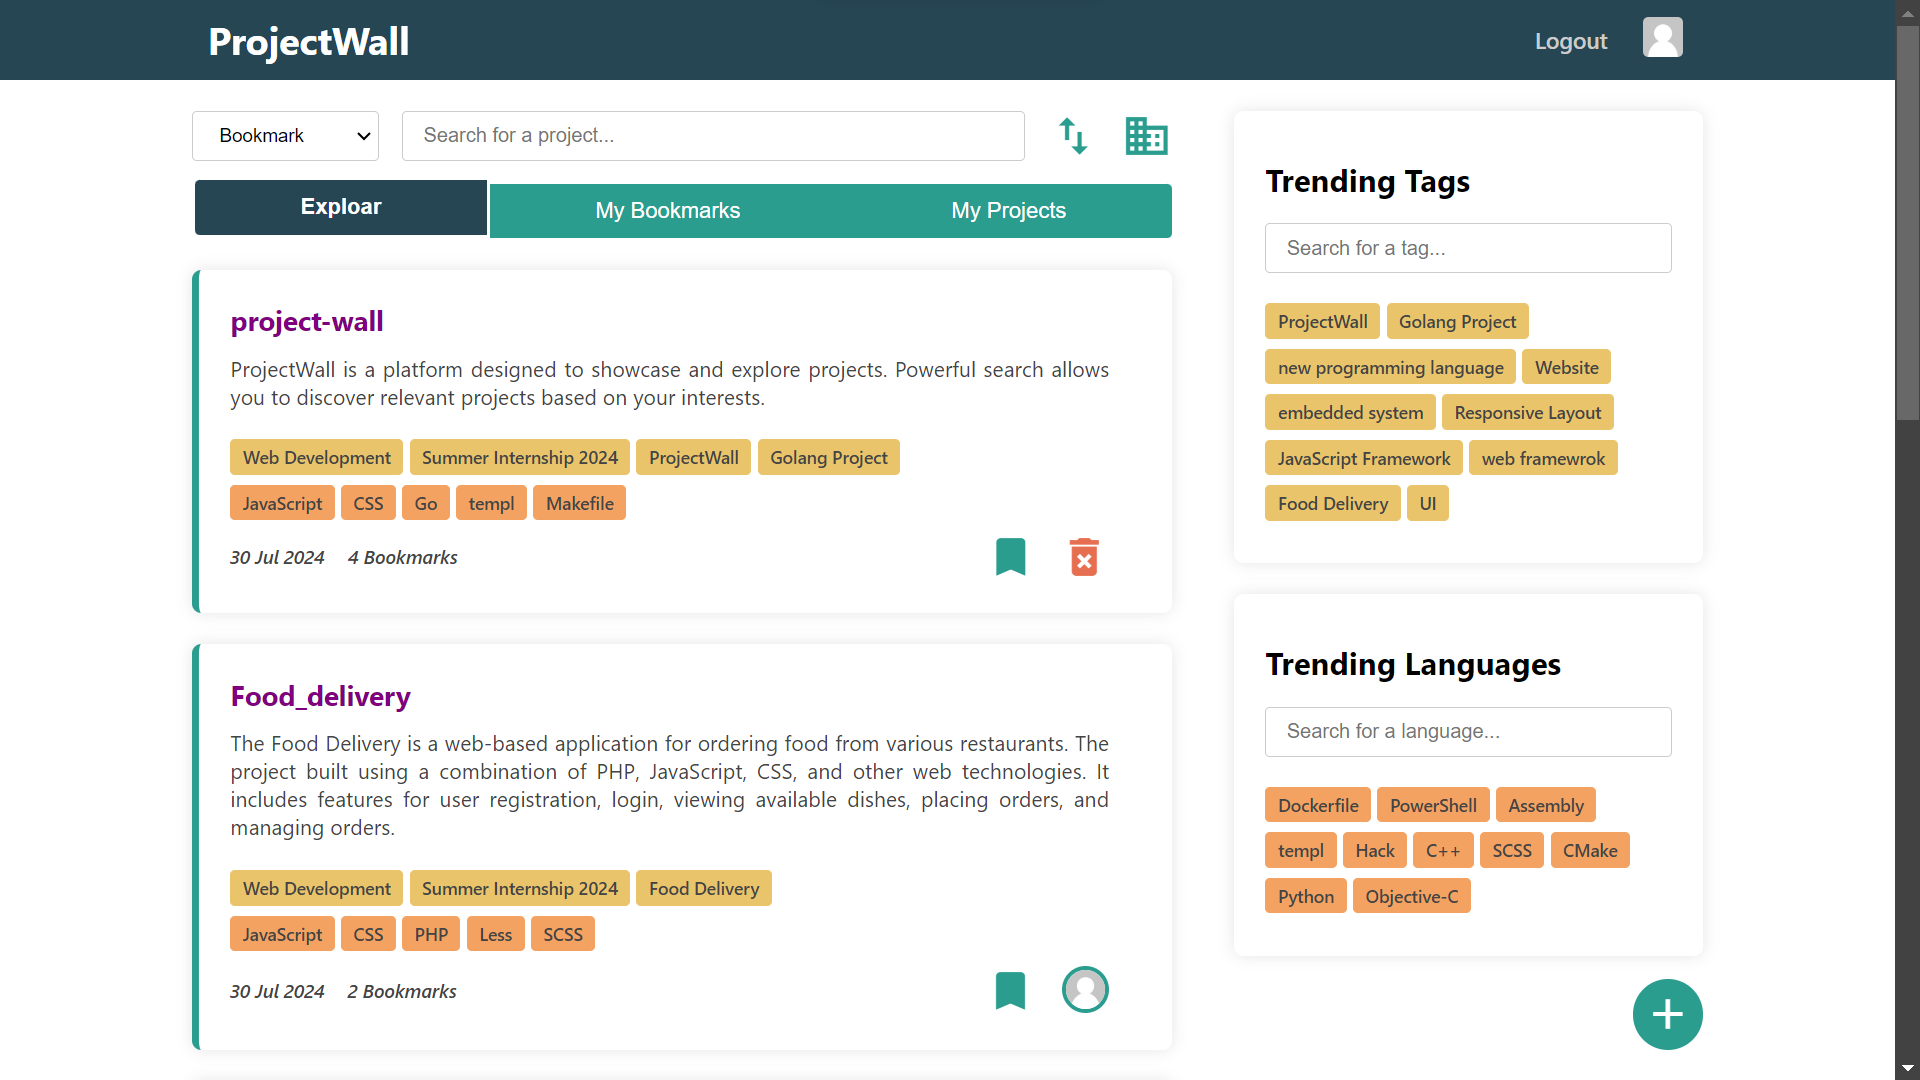 ProjectWall
Logout
Bookmark
Search for a project...
Exploar
My Bookmarks
My Projects
project-wall
ProjectWall is a platform designed to showcase and explore projects. Powerful search allows
you to discover relevant projects based on your interests.
Web Development Summer Internship 2024 ProjectWall Golang Project
JavaScript CSS Go templ Makefile
30 Jul 2024 4 Bookmarks
Food_delivery
The Food Delivery is a web-based application for ordering food from various restaurants. The
project built using a combination of PHP, JavaScript, CSS, and other web technologies. It
includes features for user registration, login, viewing available dishes, placing orders, and
managing orders.
Web Development Summer Internship 2024 Food Delivery
JavaScript CSS PHP Less SCSS
30 Jul 2024 2 Bookmarks
Trending Tags
Search for a tag...
ProjectWall Golang Project
new programming language Website
embedded system Responsive Layout
JavaScript Framework web framewrok
Food Delivery UI
Trending Languages
Search for a language...
Dockerfile PowerShell Assembly
templ Hack C++ SCSS CMake
Python Objective-C